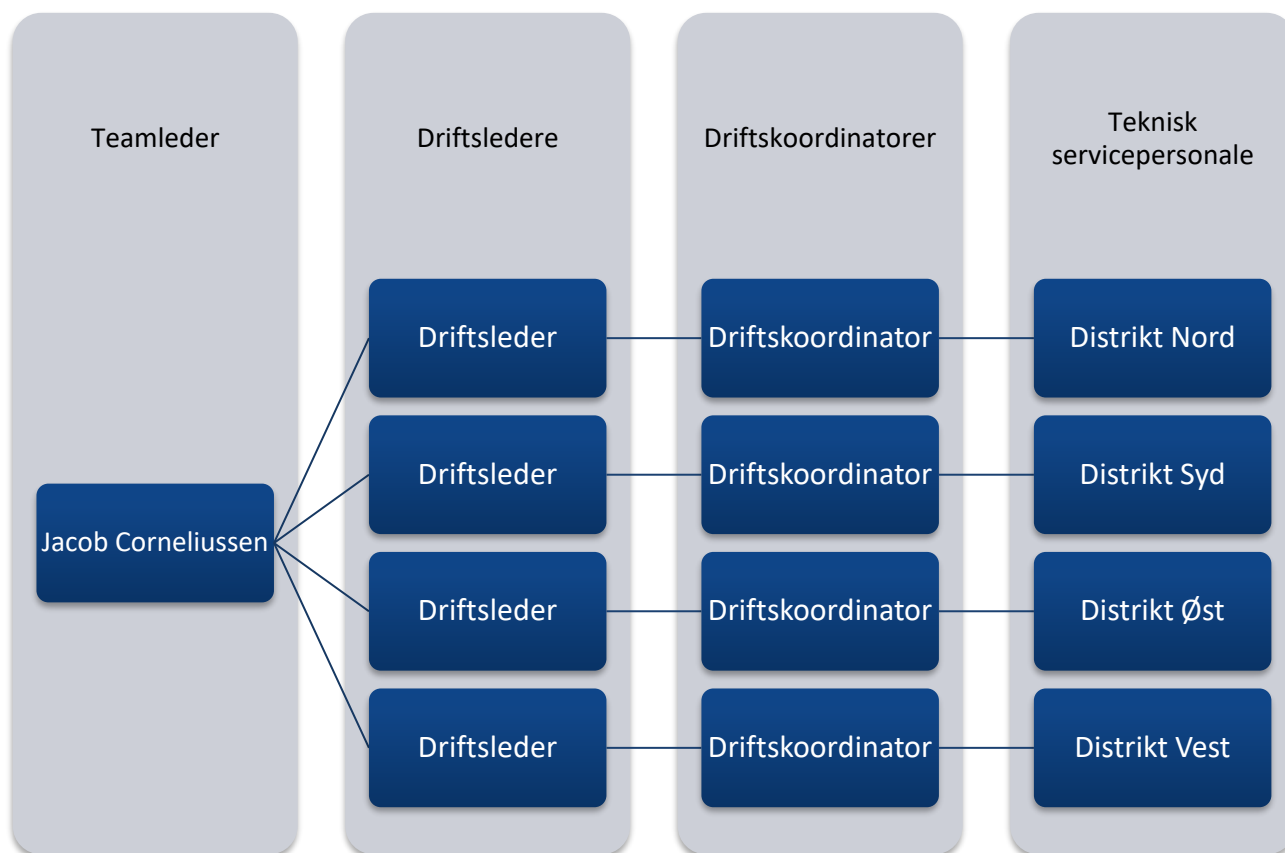 Teamleder
Driftsledere
Driftskoordinatorer
Teknisk
servicepersonale
Jacob Corneliussen
Driftsleder
Driftskoordinator
Distrikt Nord
Driftsleder
Driftskoordinator
Distrikt Syd
Driftsleder
Driftskoordinator
Distrikt Øst
Driftsleder
Driftskoordinator
Distrikt Vest